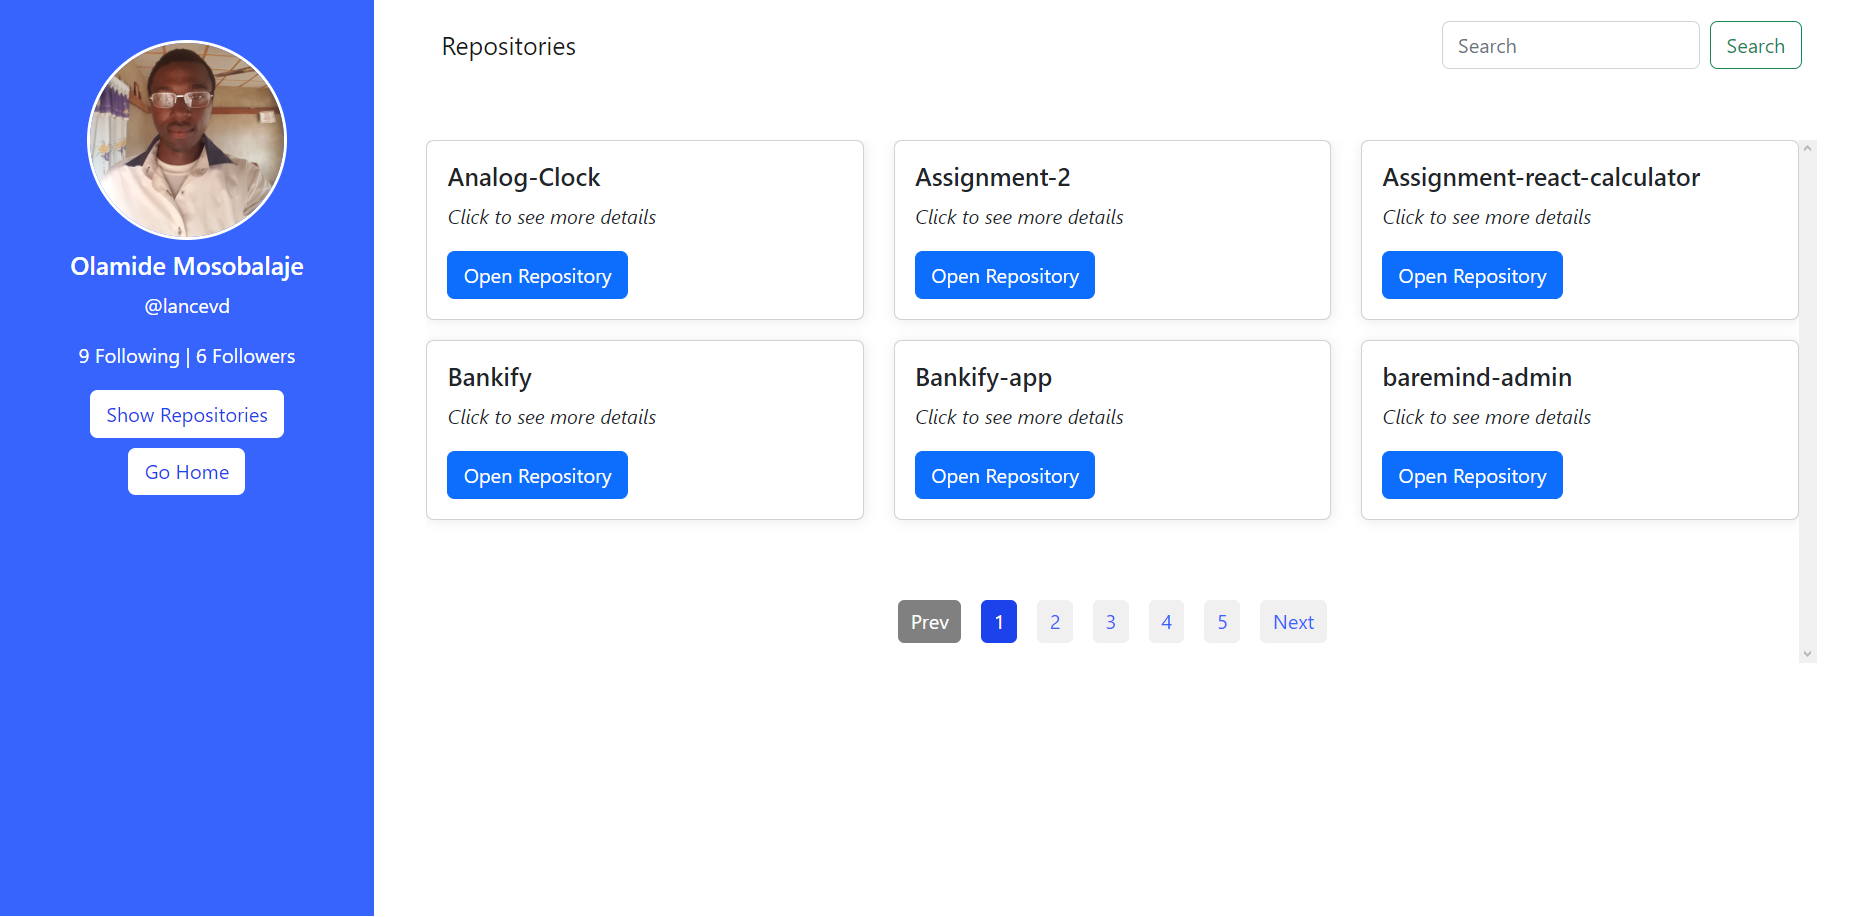 Olamide Mosobalaje
@lancevd
9 Following | 6 Followers
Show Repositories
Go Home
Repositories
Search
Search
Analog-Clock
Click to see more details
Open Repository
Assignment-2
Click to see more details
Open Repository
Assignment-react-calculator
Click to see more details
Open Repository
Bankify
Click to see more details
Open Repository
Bankify-app
Click to see more details
Open Repository
baremind-admin
Click to see more details
Open Repository
Prev 1 2 3 4 5 Next